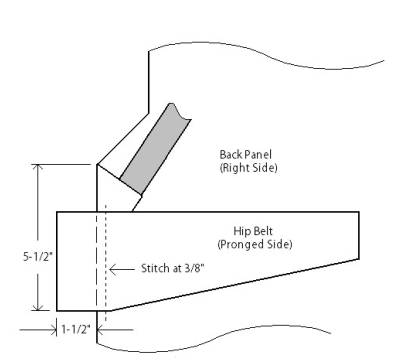 Back Panel
(Right Side)
Hip Belt
(Pronged Side)
5-1/2"
Stitch at 3/8"
1-1/2"